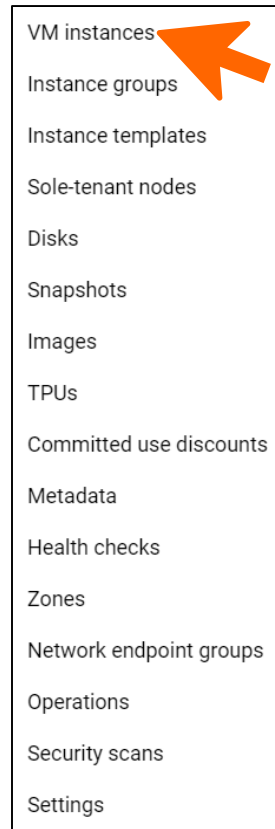 VM instances
Instance groups
Instance templates
Sole-tenant nodes
Disks
Snapshots
Images
TPUs
Committed use discounts
Metadata
Health checks
Zones
Network endpoint groups
Operations
Security scans
Settings